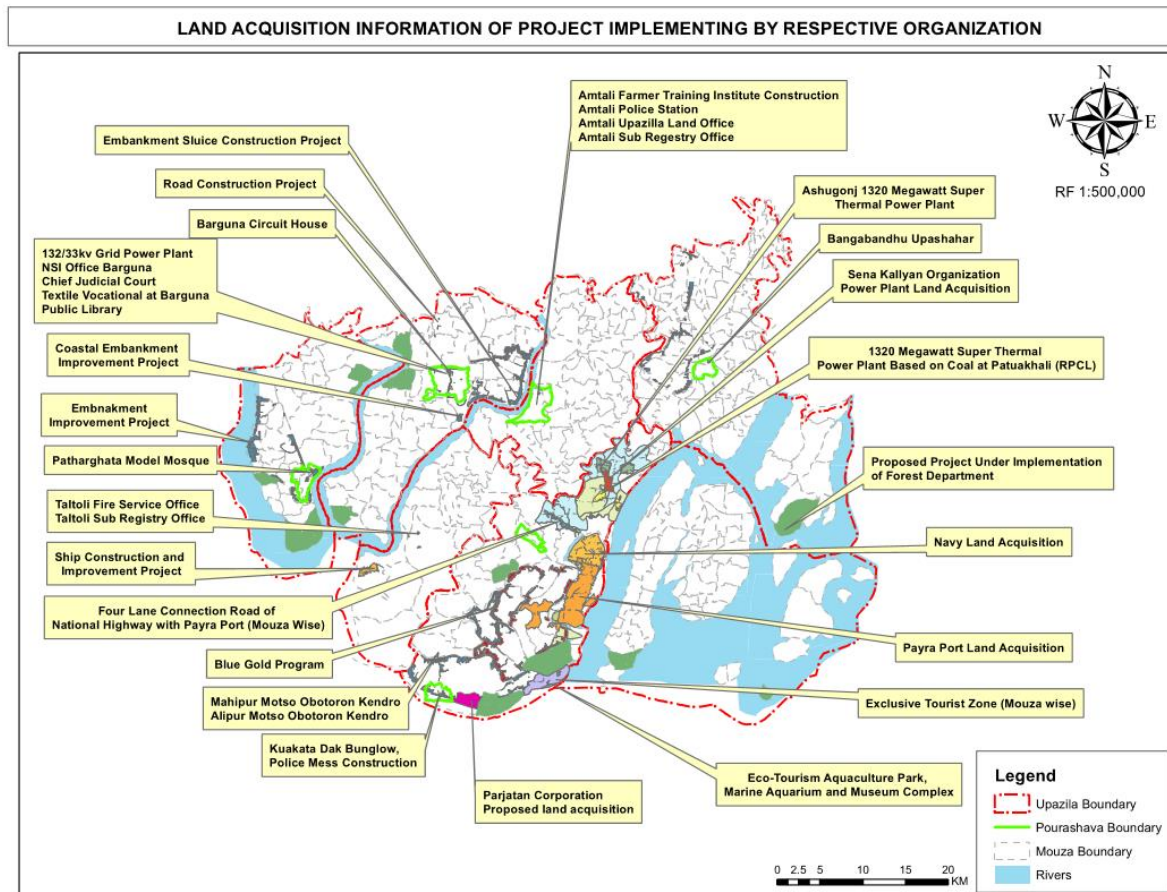 LAND ACQUISITION INFORMATION OF PROJECT IMPLEMENTING BY RESPECTIVE ORGANIZATION
N
W
E
S
RF 1:500,000
Amtali Farmer Training Institute Construction
Amtali Police Station
Amtali Upazilla Land Office
Amtali Sub Regestry Office
Embankment Sluice Construction Project
Road Construction Project
Barguna Circuit House
132/33kv Grid Power Plant
NSI Office Barguna
Chief Judicial Court
Textile Vocational at Barguna
Public Library
Coastal Embankment
Improvement Project
Embnakment
Improvement Project
Patharghata Model Mosque
Taltoli Fire Service Office
Taltoli Sub Registry Office
Ship Construction and
Improvement Project
Four Lane Connection Road of
National Highway with Payra Port (Mouza Wise)
Blue Gold Program
Mahipur Motso Obotoron Kendro
Alipur Motso Obotoron Kendro
Kuakata Dak Bunglow,
Police Mess Construction
Parjatan Corporation
Proposed land acquisition
Ashugonj 1320 Megawatt Super
Thermal Power Plant
Bangabandhu Upashahar
Sena Kallyan Organization
Power Plant Land Acquisition
1320 Megawatt Super Thermal
Power Plant Based on Coal at Patuakhali (RPCL)
Proposed Project Under Implementation
of Forest Department
Navy Land Acquisition
Payra Port Land Acquisition
Exclusive Tourist Zone (Mouza wise)
Eco-Tourism Aquaculture Park,
Marine Aquarium and Museum Complex
Legend
Upazila Boundary
Pourashava Boundary
Mouza Boundary
Rivers
0 2.5 5 10 15 20
KM